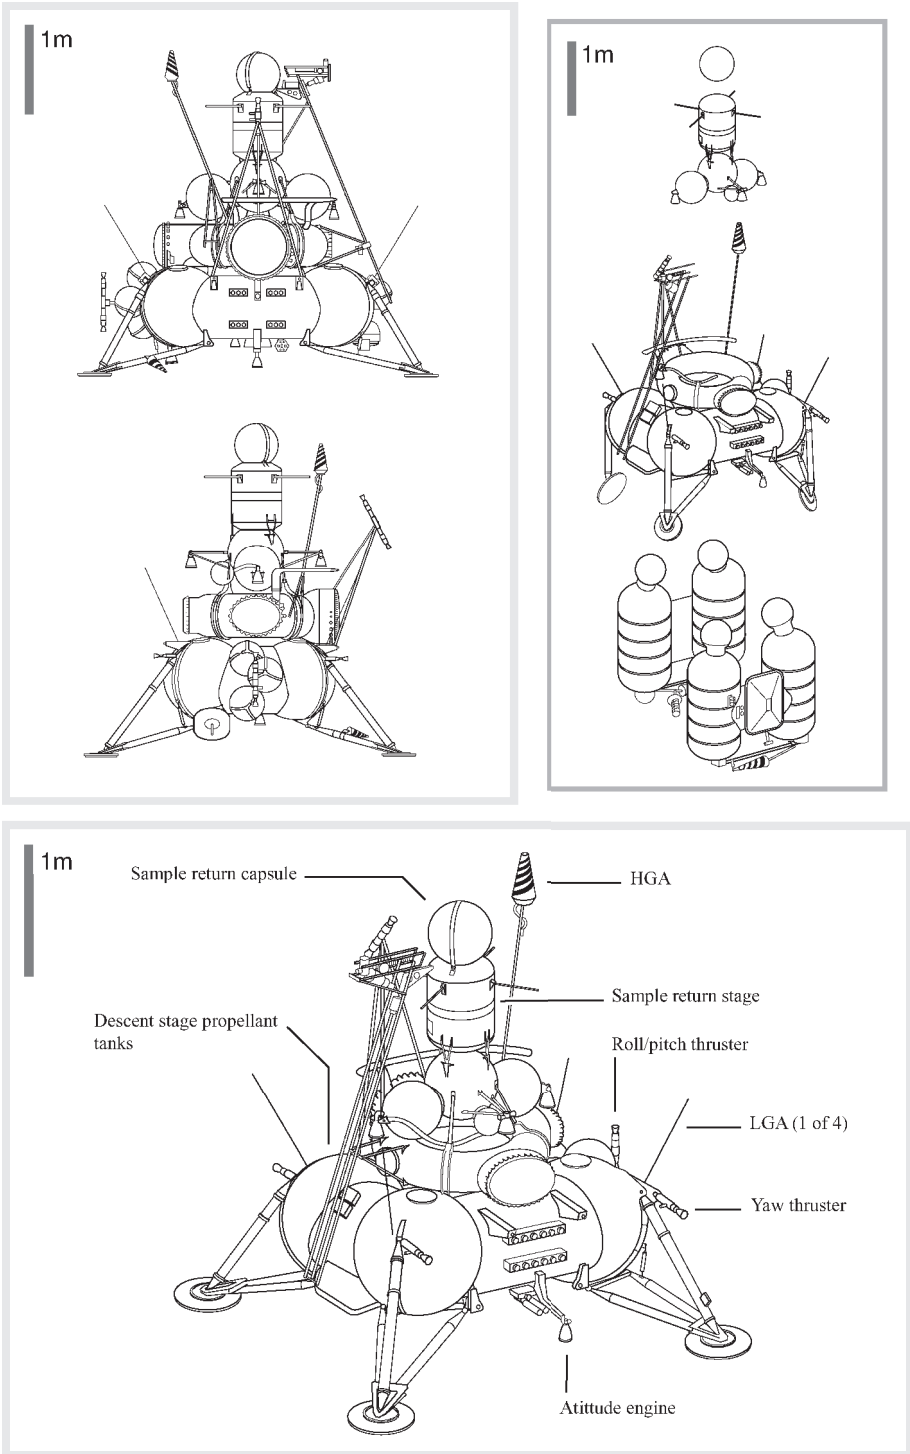 1m
1m
1m
Sample return capsule
HGA
Sample return stage
Descent stage propellant
tanks
Roll/pitch thruster
LGA (1 of 4)
Yaw thruster
Atittude engine